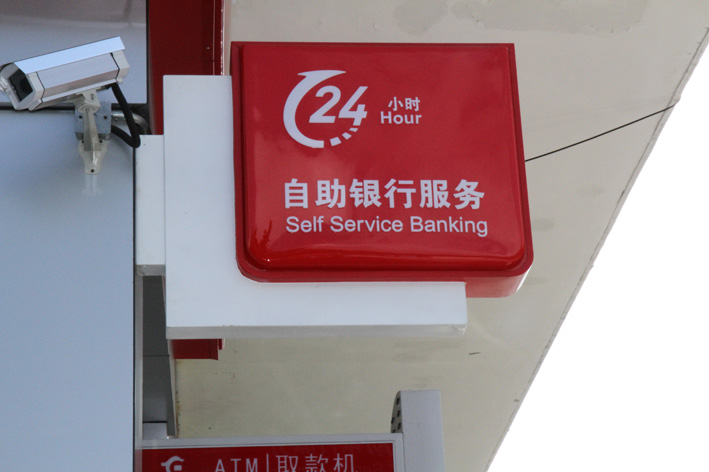 24 小时
Hour
自助银行服务
Self Service Banking
ATM|取款机